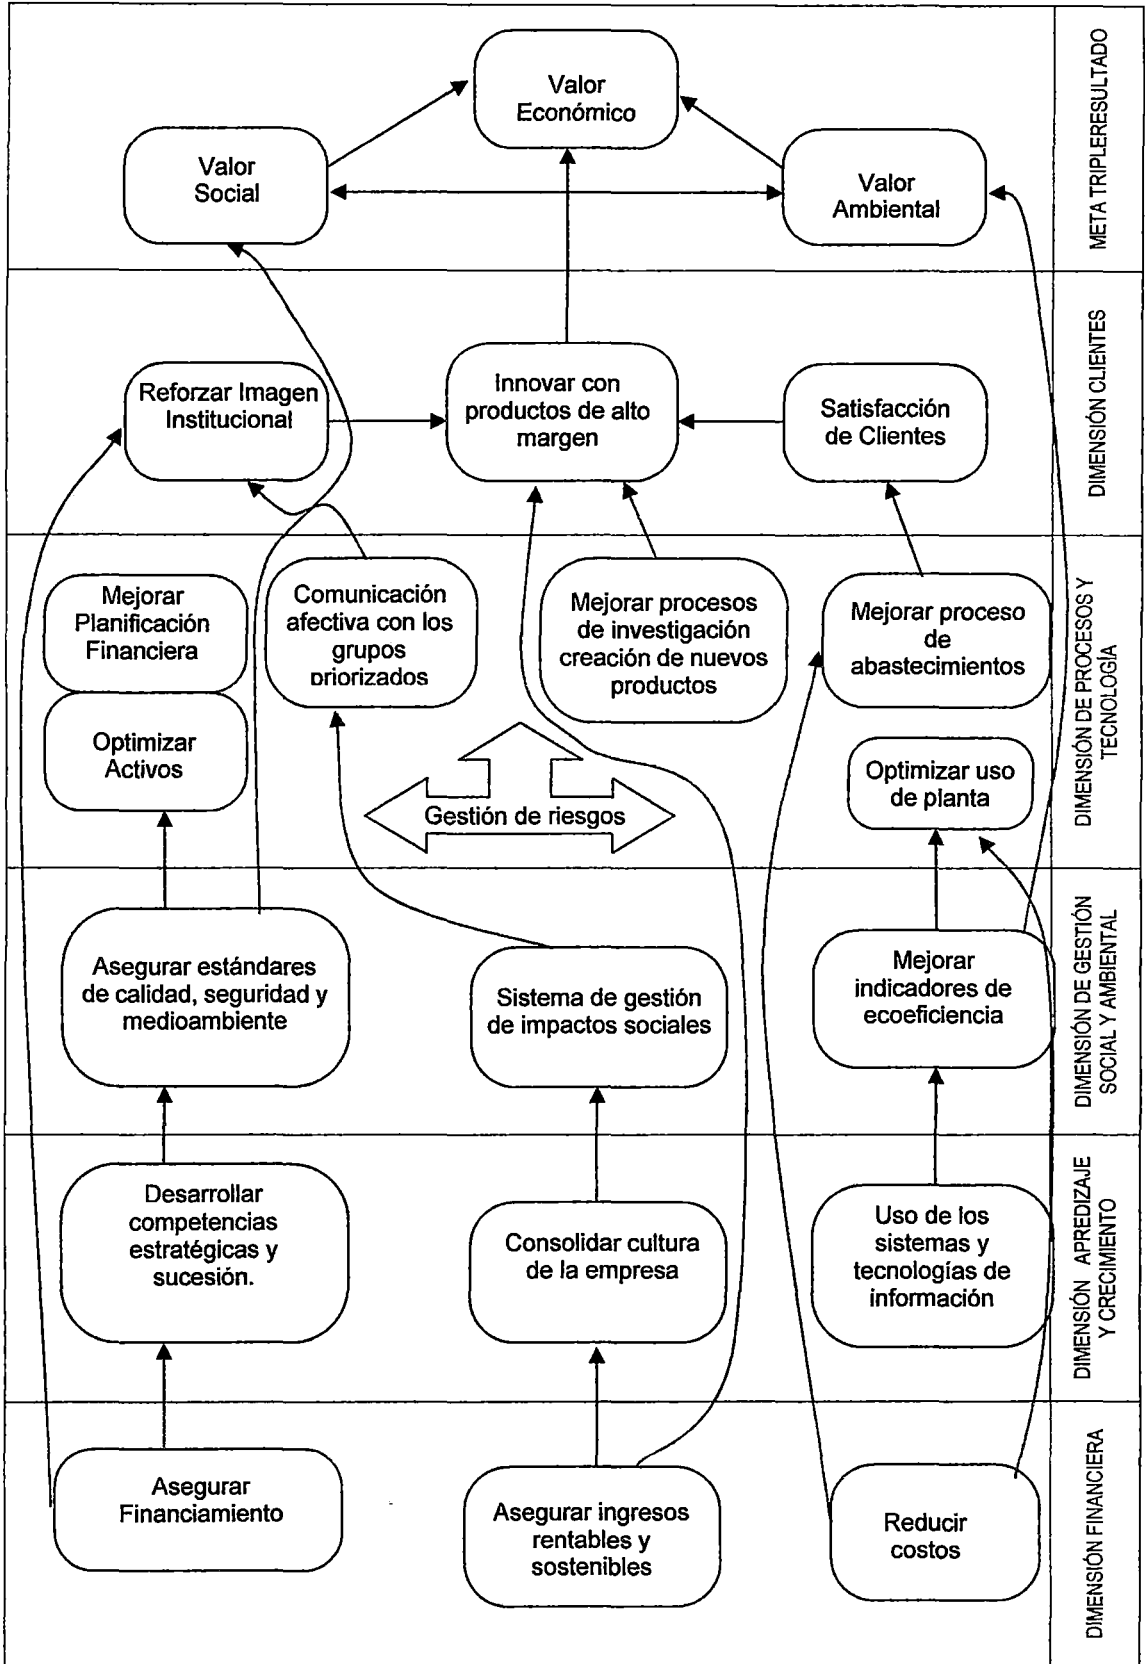 Valor
Económico
Valor
Social
Valor
Ambiental
META TRIPLERESULTADO
Reforzar Imagen
Institucional
Innovar con
productos de alto
margen
Satisfacción
de Clientes
DIMENSIÓN CLIENTES
Mejorar
Planificación
Financiera
Comunicación
afectiva con los
grupos
priorizados
Mejorar procesos
de investigación
creación de nuevos
productos
Mejorar proceso
de
abastecimientos
Optimizar
Activos
Gestión de riesgos
Optimizar uso
de planta
DIMENSIÓN DE PROCESOS Y
TECNOLOGÍA
Asegurar estándares
de calidad, seguridad y
medioambiente
Sistema de gestión
de impactos sociales
Mejorar
indicadores de
ecoeficiencia
DIMENSIÓN DE GESTIÓN
SOCIAL Y AMBIENTAL
Desarrollar
competencias
estratégicas y
sucesión.
Consolidar cultura
de la empresa
Uso de los
sistemas y
tecnologías de
información
DIMENSIÓN APREDIZAJE
Y CRECIMIENTO
Asegurar
Financiamiento
Asegurar ingresos
rentables y
sostenibles
Reducir
costos
DIMENSIÓN FINANCIERA